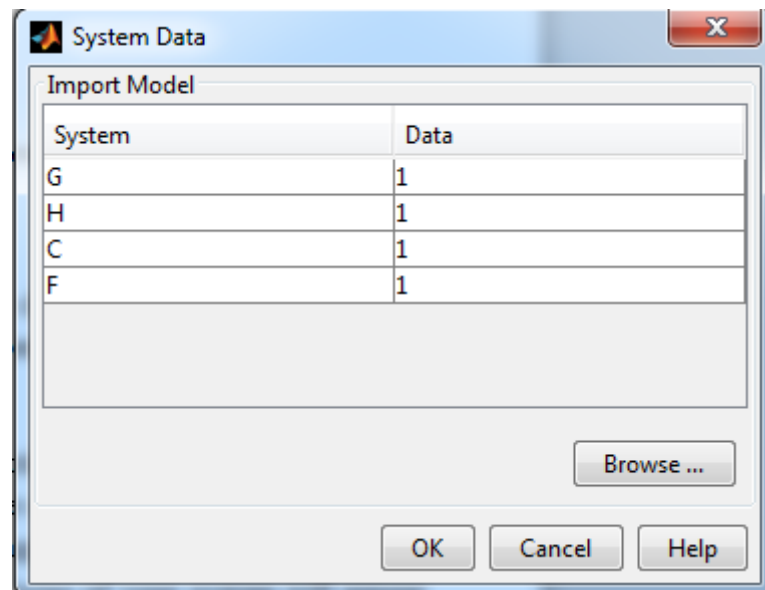 System Data
Import Model
System Data
G 1
H 1
C 1
F 1
Browse ...
OK Cancel Help